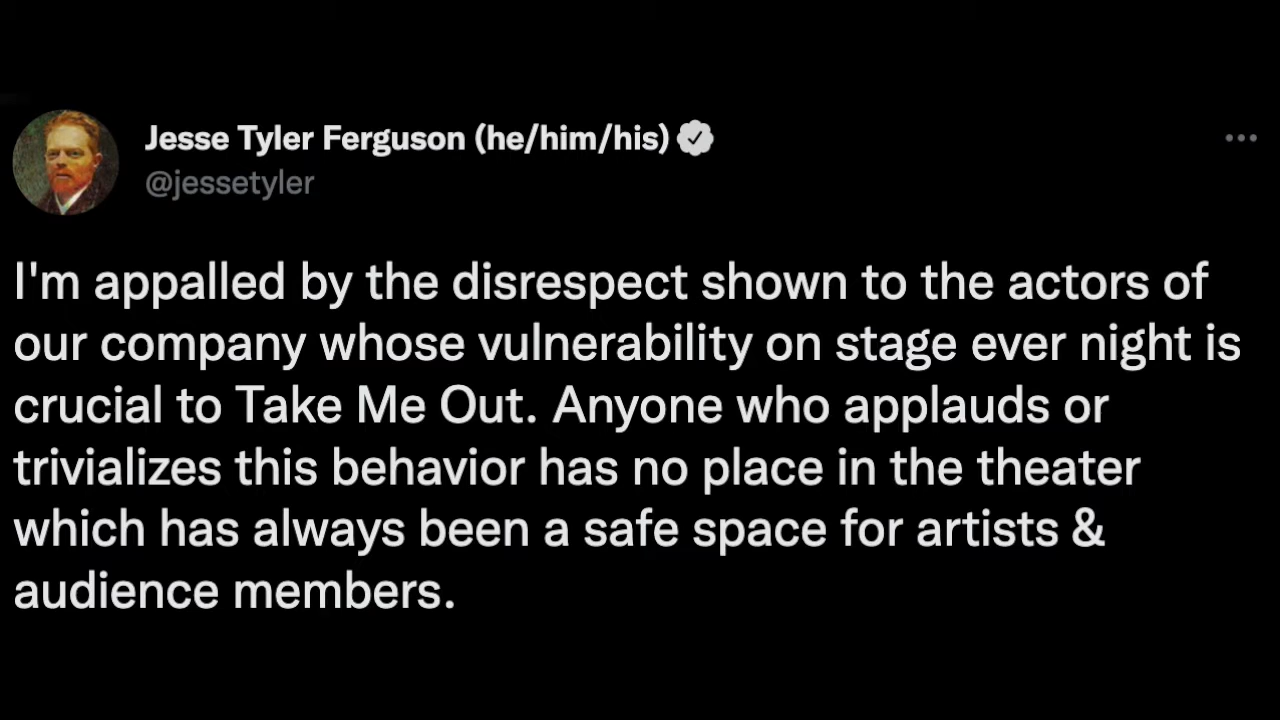 Jesse Tyler Ferguson (he/him/his)
@jessetyler
I'm appalled by the disrespect shown to the actors of
our company whose vulnerability on stage ever night is
crucial to Take Me Out. Anyone who applauds or
trivializes this behavior has no place in the theater
which has always been a safe space for artists &
audience members.